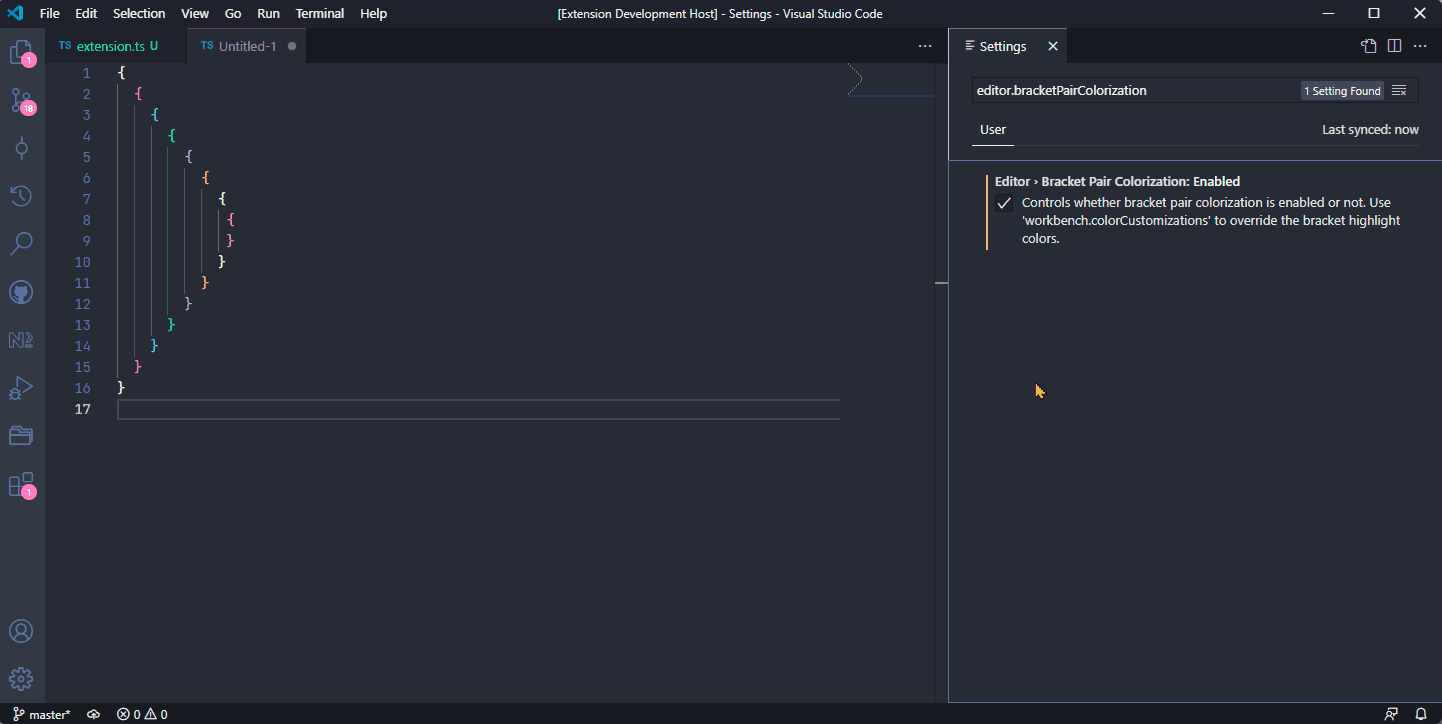 File Edit Selection View Go Run Terminal Help
[Extension Development Host] - Settings - Visual Studio Code
TS extension.ts U
TS Untitled-1
Settings
1 {
2 {
3 {
4 {
5 {
6 {
7 {
8 {
9 }
10 }
11 }
12 }
13 }
14 }
15 }
16 }
17
editor.bracketPairColorization
1 Setting Found
User
Last synced: now
Editor › Bracket Pair Colorization: Enabled
Controls whether bracket pair colorization is enabled or not. Use
'workbench.colorCustomizations' to override the bracket highlight
colors.
1
18
N2
1
master*
0 0